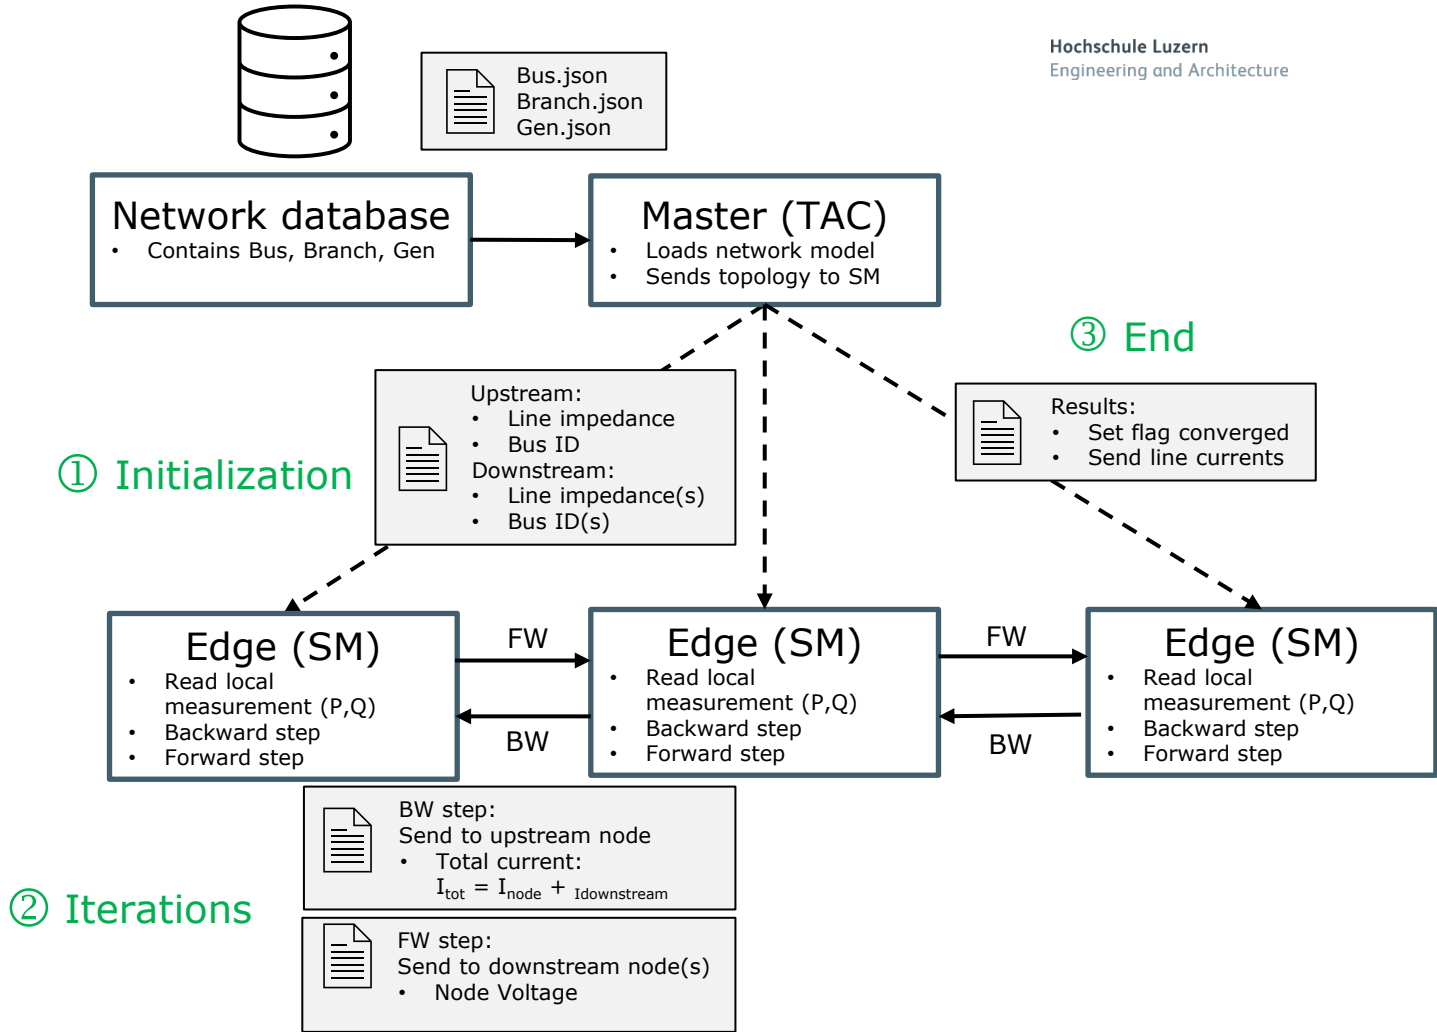 Hochschule Luzern
Engineering and Architecture
Bus.json
Branch.json
Gen.json
Network database
• Contains Bus, Branch, Gen
Master (TAC)
• Loads network model
• Sends topology to SM
③ End
Upstream:
• Line impedance
• Bus ID
Downstream:
• Line impedance(s)
• Bus ID(s)
Results:
• Set flag converged
• Send line currents
① Initialization
Edge (SM)
• Read local
measurement (P,Q)
• Backward step
• Forward step
FW
BW
Edge (SM)
• Read local
measurement (P,Q)
• Backward step
• Forward step
FW
BW
Edge (SM)
• Read local
measurement (P,Q)
• Backward step
• Forward step
BW step:
Send to upstream node
• Total current:
Itot = Inode + Idownstream
② Iterations
FW step:
Send to downstream node(s)
• Node Voltage